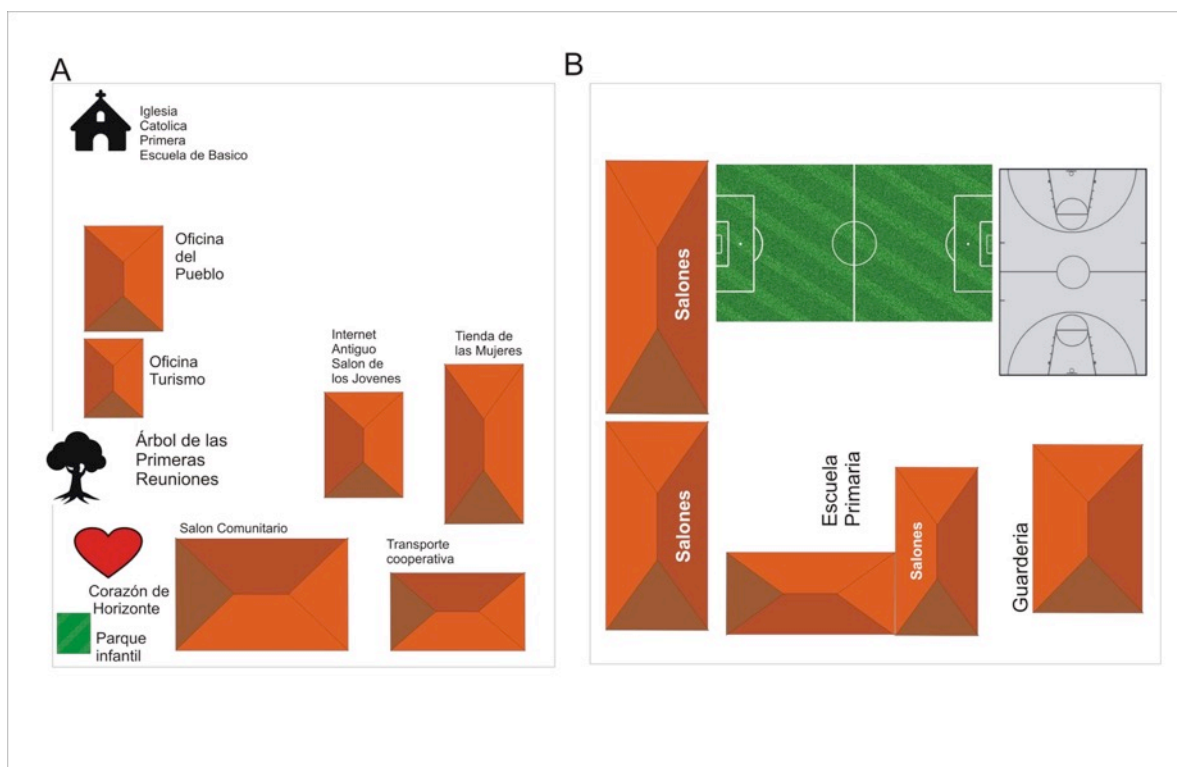 A
Iglesia
Catolica
Primera
Escuela de Basico
Oficina
del
Pueblo
Oficina
Turismo
Internet
Antiguo
Salon de
los Jovenes
Tienda de
las Mujeres
Árbol de las
Primeras
Reuniones
Salon Comunitario
Transporte
cooperativa
Corazón de
Horizonte
Parque
infantil
B
Salones
Salones
Escuela
Primaria
Salones
Guarderia